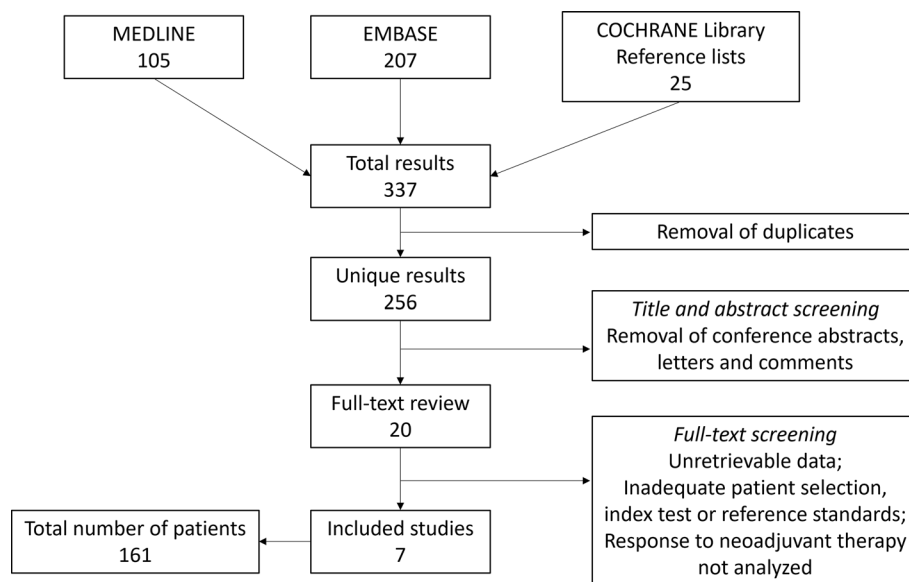 MEDLINE
105
EMBASE
207
COCHRANE Library
Reference lists
25
Total results
337
Removal of duplicates
Unique results
256
Title and abstract screening
Removal of conference abstracts,
letters and comments
Full-text review
20
Full-text screening
Unretrievable data;
Inadequate patient selection,
index test or reference standards;
Response to neoadjuvant therapy
not analyzed
Total number of patients
161
Included studies
7